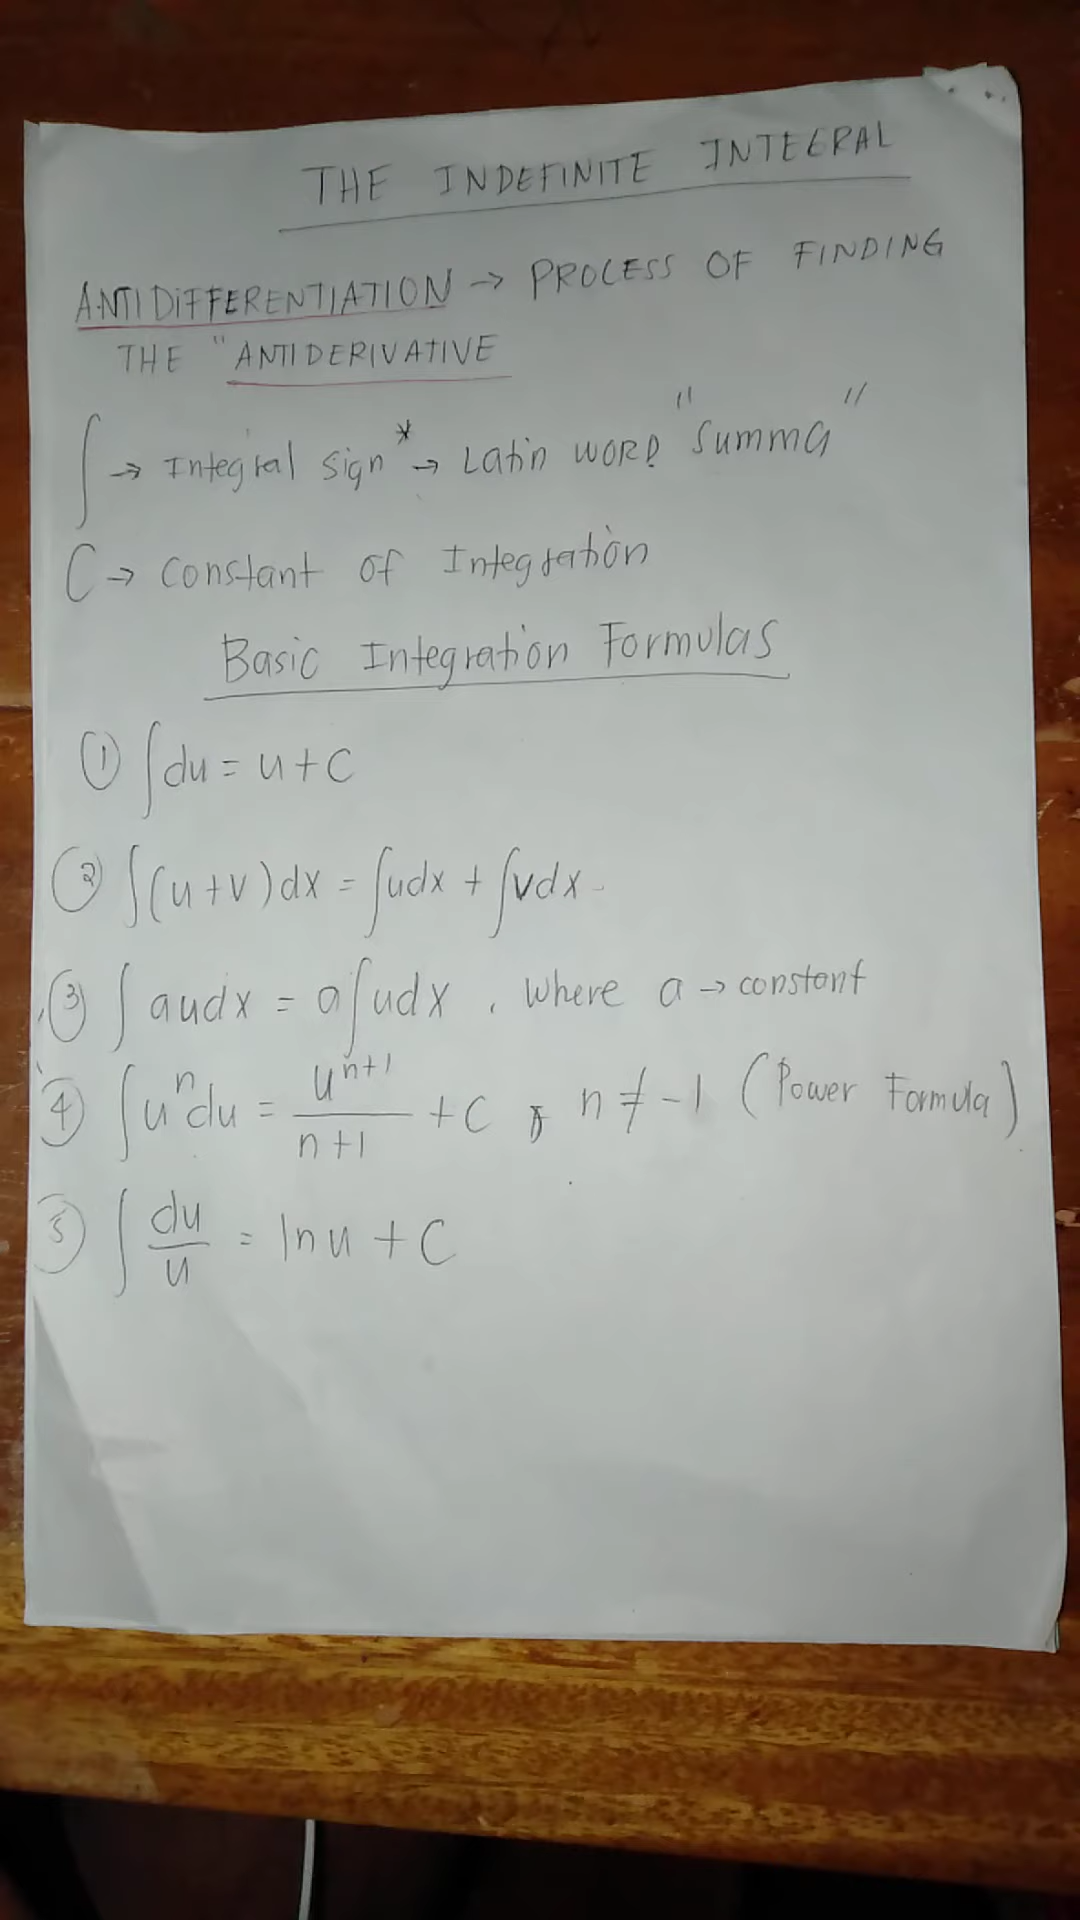 THE INDEFINITE INTEGRAL
ANTIDIFFERENTIATION → PROCESS OF FINDING
THE "ANTIDERIVATIVE
∫ → Integral sign* → Latin WORD "Summa"
C → constant of Integration
Basic Integration Formulas
① ∫du = u + C
② ∫(u+v)dx = ∫udx + ∫vdx
③ ∫audx = a∫udx , where a → constant
④ ∫uⁿdu = uⁿ⁺¹/n+1 + C ; n ≠ -1 (Power Formula)
⑤ ∫du/u = ln u + C